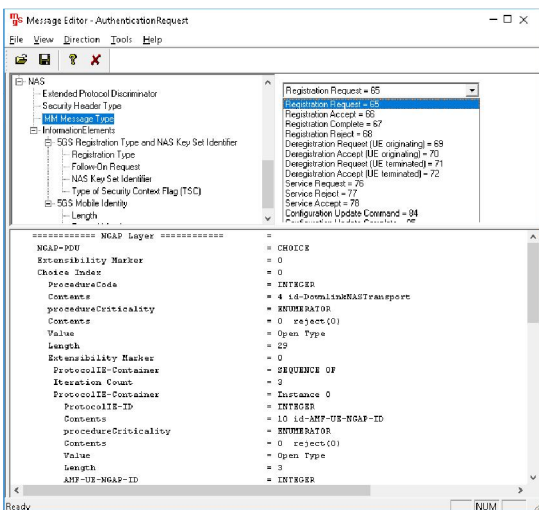 Message Editor - AuthenticationRequest
File View Direction Tools Help
NAS
Extended Protocol Discriminator
Security Header Type
MM Message Type
InformationElements
5GS Registration Type and NAS Key Set Identifier
Registration Type
Follow-On Request
NAS Key Set Identifier
Type of Security Context Flag (TSC)
5GS Mobile Identity
Length
Registration Request = 65
Registration Request = 65
Registration Accept = 66
Registration Complete = 67
Registration Reject = 68
Deregistration Request (UE originating) = 69
Deregistration Accept (UE originating) = 70
Deregistration Request (UE terminated) = 71
Deregistration Accept (UE terminated) = 72
Service Request = 76
Service Reject = 77
Service Accept = 78
Configuration Update Command = 84
============ NGAP Layer ============ =
NGAP-PDU = CHOICE
Extensibility Marker = 0
Choice Index = 0
ProcedureCode = INTEGER
Contents = 4 id-DownlinkNASTransport
procedureCriticality = ENUMERATOR
Contents = 0 reject(0)
Value = Open Type
Length = 29
Extensibility Marker = 0
ProtocolIE-Container = SEQUENCE OF
Iteration Count = 3
ProtocolIE-Container = Instance 0
ProtocolIE-ID = INTEGER
Contents = 10 id-AMF-UE-NGAP-ID
procedureCriticality = ENUMERATOR
Contents = 0 reject(0)
Value = Open Type
Length = 3
AMF-UE-NGAP-ID = INTEGER
Ready NUM